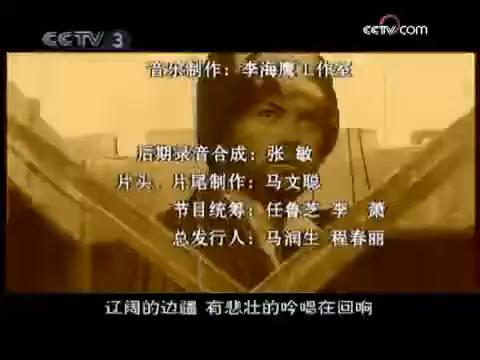 CCTV 3
CCTV.com
音乐制作：李海鹰工作室
后期录音合成：张 敏
片头、片尾制作：马文聪
节目统筹：任鲁芝 李 萧
总发行人：马润生 程春丽
辽阔的边疆 有悲壮的吟唱在回响